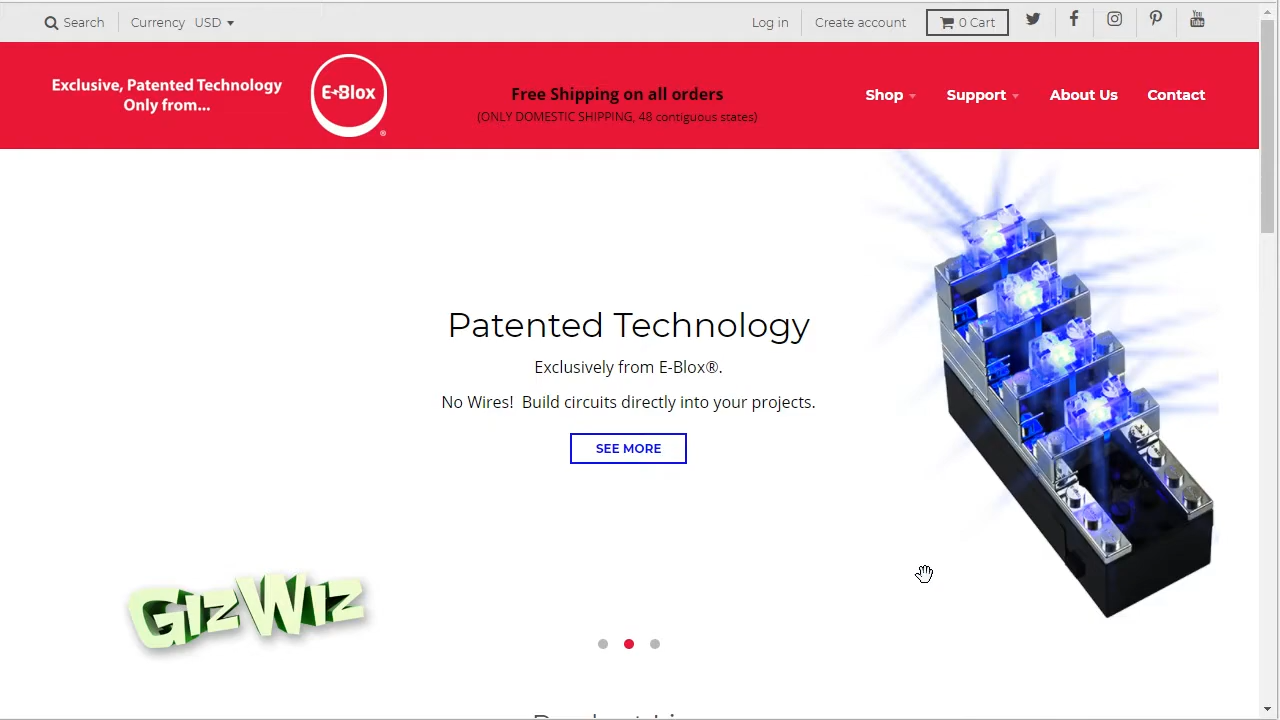 Search
Currency USD
Log in
Create account
0 Cart
You Tube
Exclusive, Patented Technology
Only from...
E-Blox
®
Free Shipping on all orders
(ONLY DOMESTIC SHIPPING, 48 contiguous states)
Shop
Support
About Us
Contact
Patented Technology
Exclusively from E-Blox®.
No Wires! Build circuits directly into your projects.
SEE MORE
GizWiz